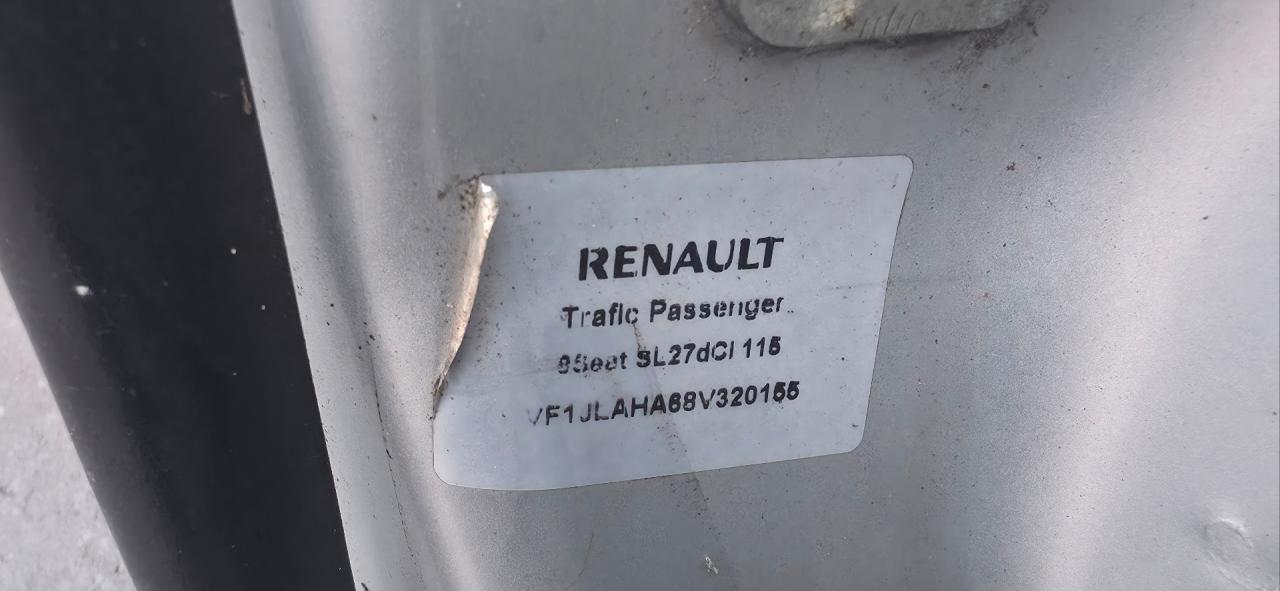 RENAULT
Trafic Passenger
9Seat SL27dCI 115
VF1JLAHA68V320155